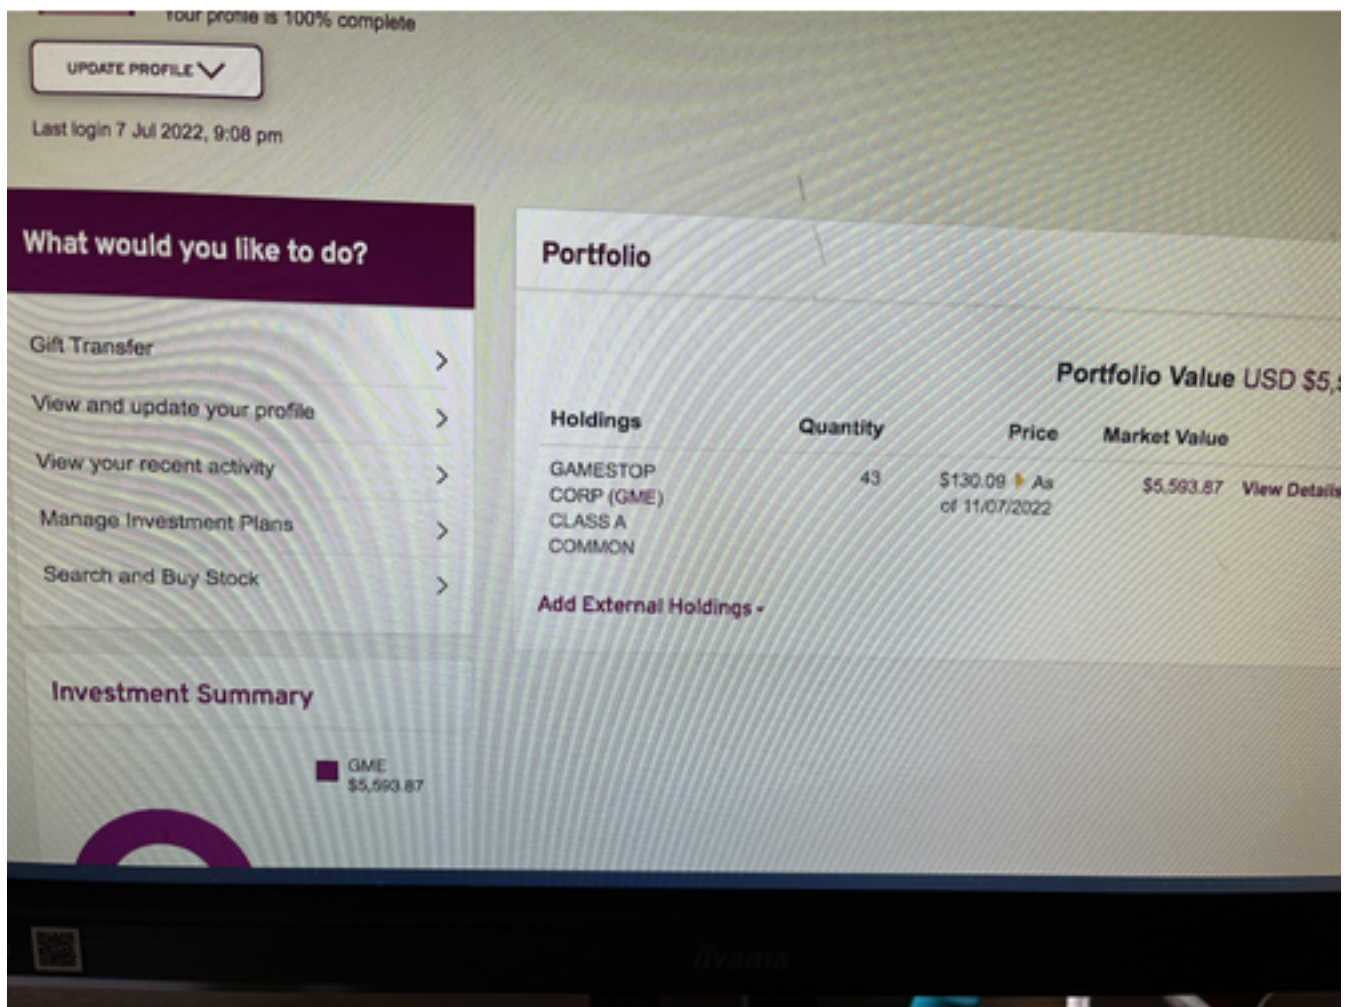 Your profile is 100% complete
UPDATE PROFILE
Last login 7 Jul 2022, 9:08 pm
What would you like to do?
Gift Transfer
View and update your profile
View your recent activity
Manage Investment Plans
Search and Buy Stock
Investment Summary
GME
$5,593.87
Portfolio
Portfolio Value USD $5,
Holdings Quantity Price Market Value
GAMESTOP 43 $130.09 As $5,593.87 View Details
CORP (GME) of 11/07/2022
CLASS A
COMMON
Add External Holdings
iiyama